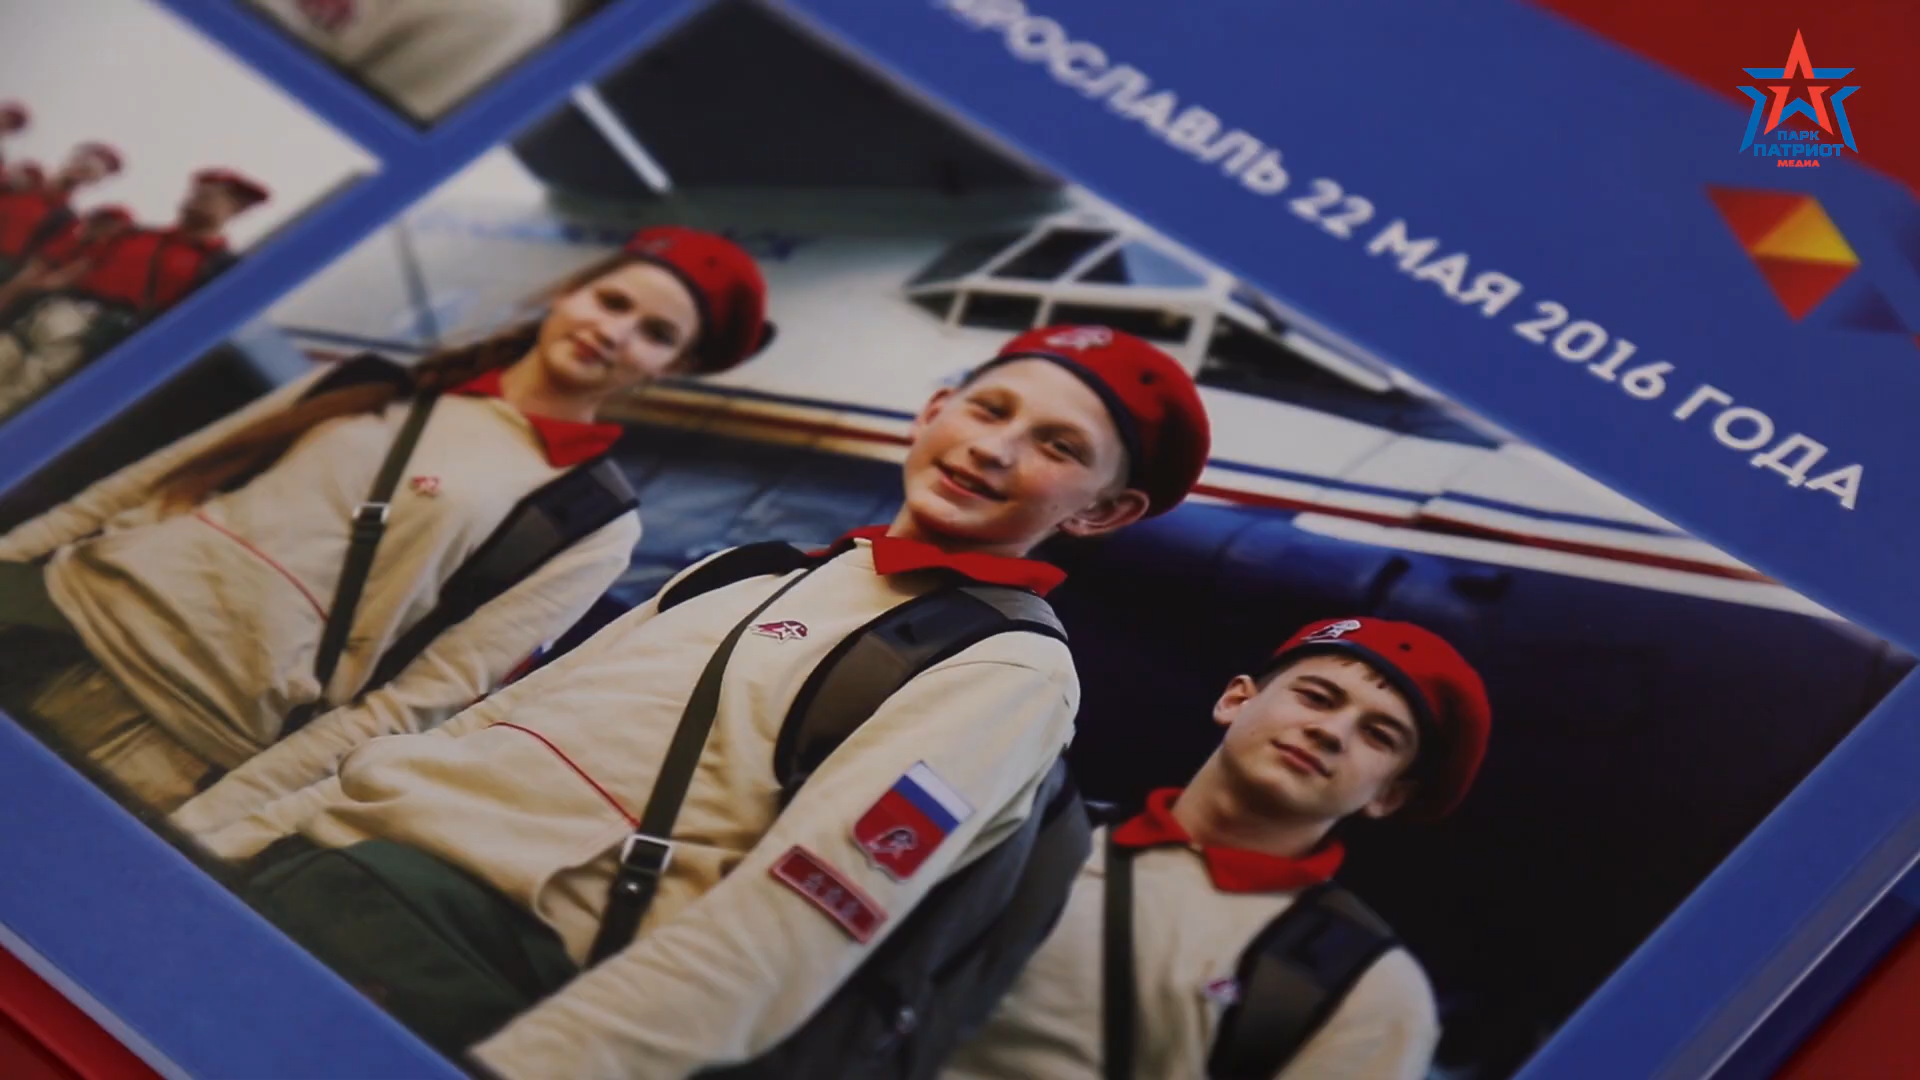 ЯРОСЛАВЛЬ 22 МАЯ 2016 ГОДА
ПАРК
ПАТРИОТ
МЕДИА